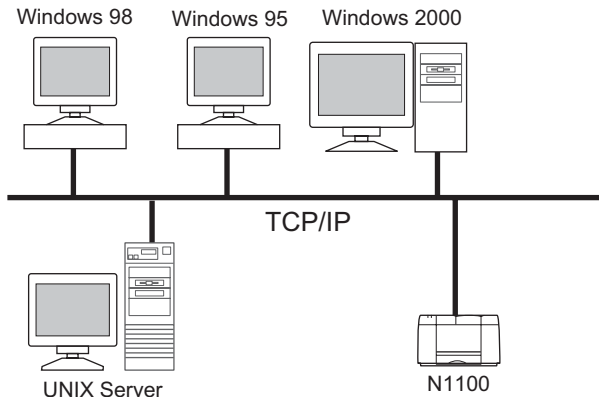 Windows 98
Windows 95
Windows 2000
TCP/IP
UNIX Server
N1100